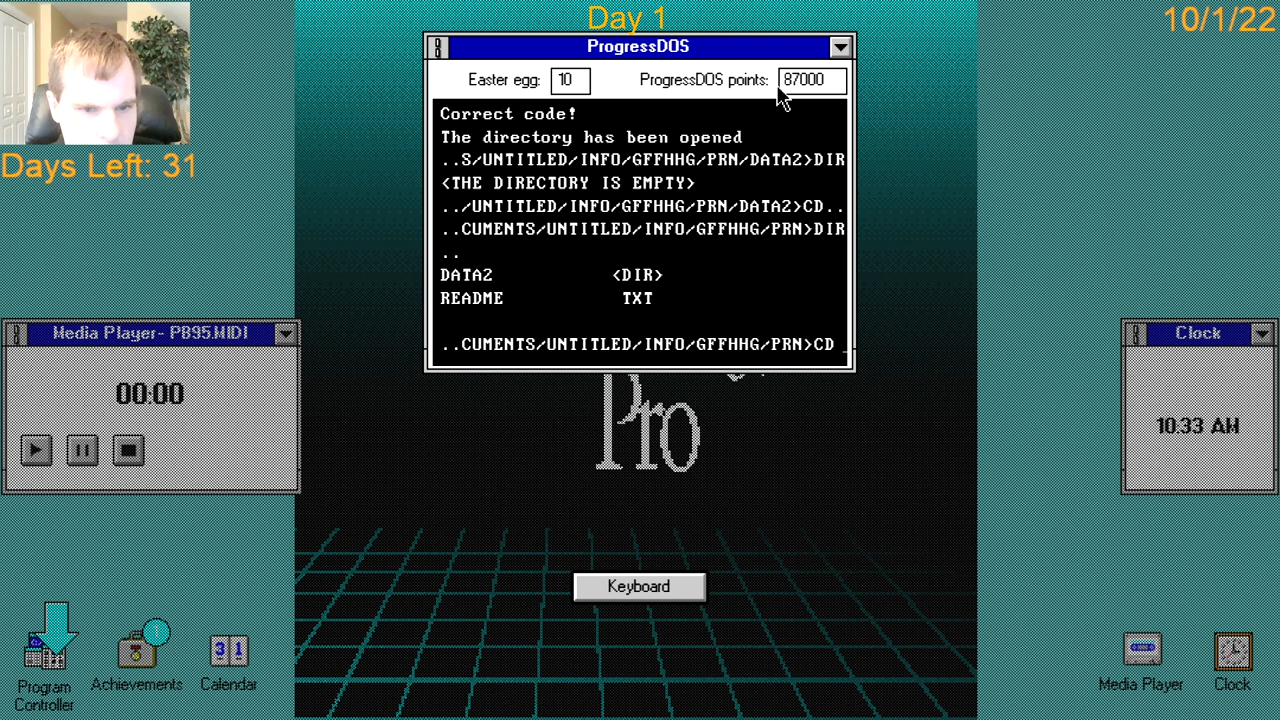 Day 1
10/1/22
ProgressDOS
Easter egg: 10 ProgressDOS points: 87000
Correct code!
The directory has been opened
..S/UNTITLED/INFO/GFFHHG/PRN/DATA2>DIR
<THE DIRECTORY IS EMPTY>
../UNTITLED/INFO/GFFHHG/PRN/DATA2>CD..
..CUMENTS/UNTITLED/INFO/GFFHHG/PRN>DIR
..
DATA2 <DIR>
README TXT
..CUMENTS/UNTITLED/INFO/GFFHHG/PRN>CD _
Days Left: 31
Media Player- PB95.MIDI
00:00
Clock
10:33 AM
Pro
Keyboard
Program Controller
1
Achievements
31
Calendar
Media Player
Clock